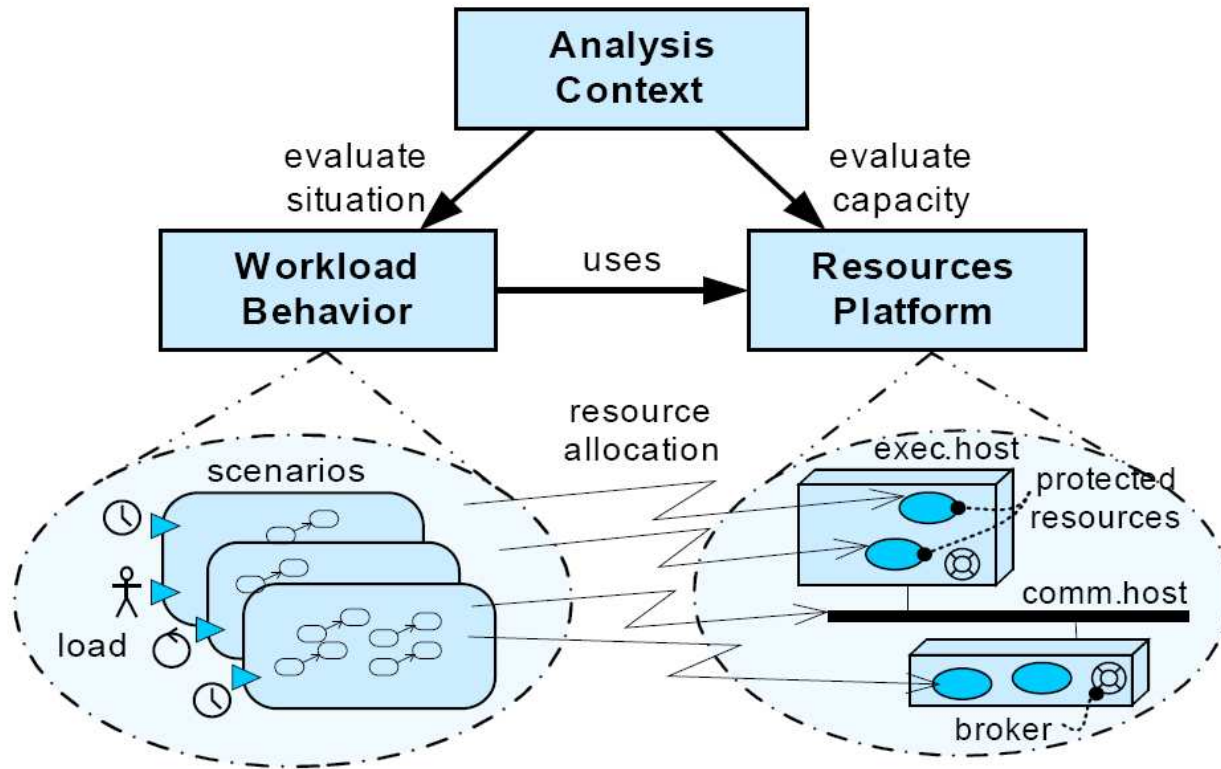 Analysis
Context
evaluate
situation
evaluate
capacity
Workload
Behavior
uses
Resources
Platform
resource
allocation
scenarios
exec.host
protected
resources
comm.host
load
broker